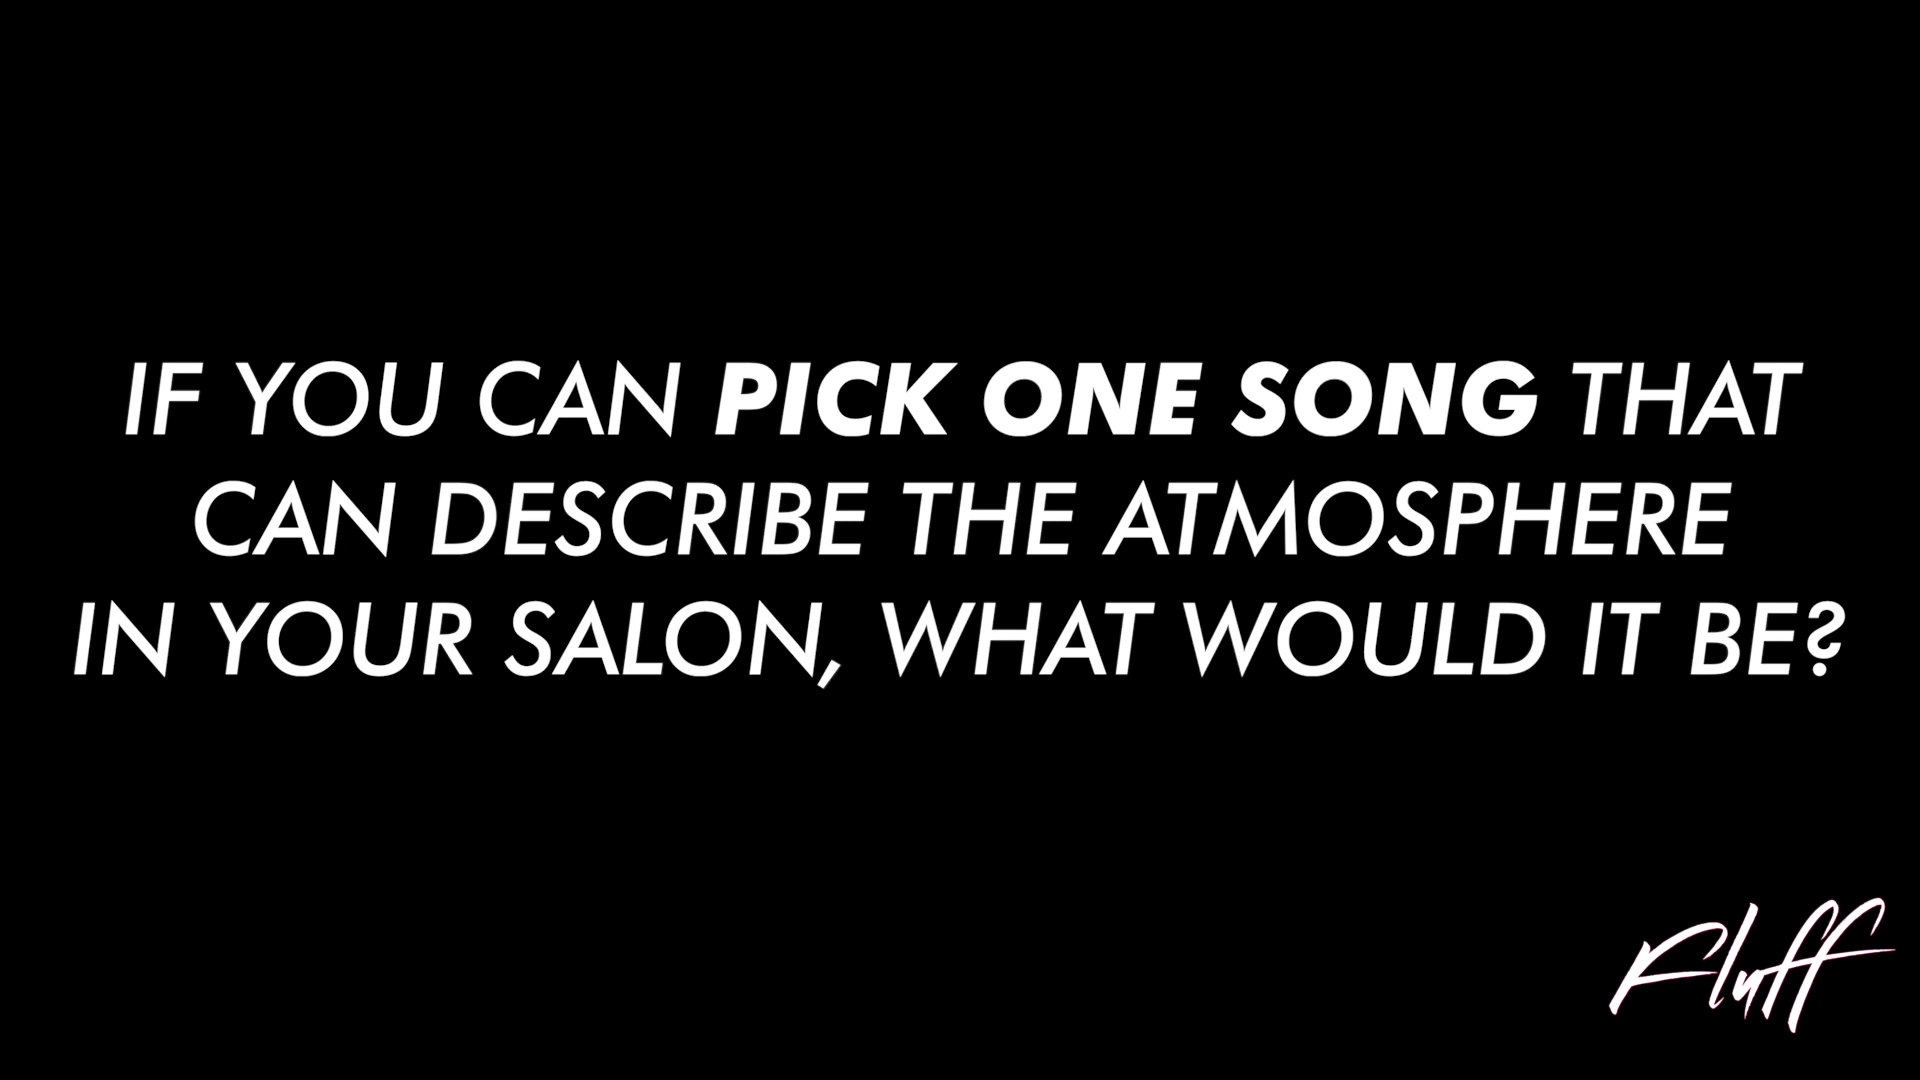 IF YOU CAN PICK ONE SONG THAT
CAN DESCRIBE THE ATMOSPHERE
IN YOUR SALON, WHAT WOULD IT BE?
Fluff